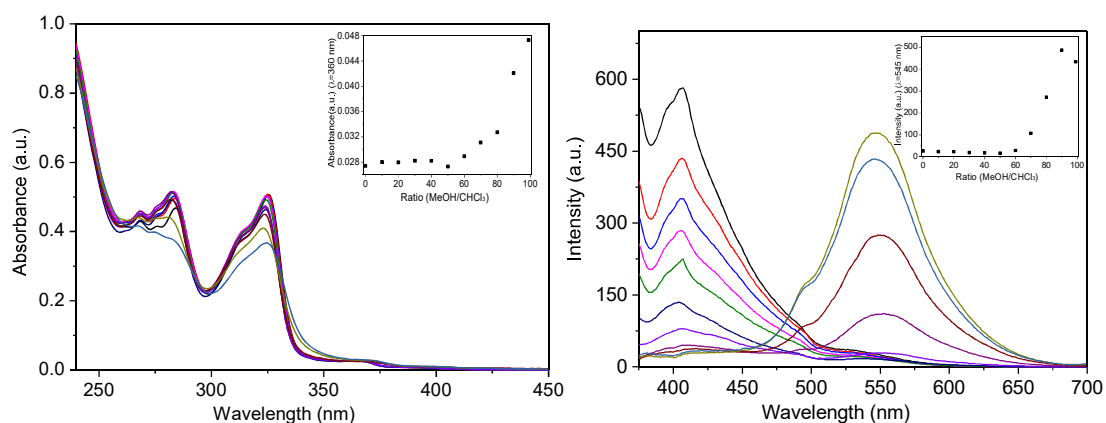 1.0
0.8
0.6
0.4
0.2
0.0
250 300 350 400 450
Absorbance (a.u.)
Wavelength (nm)
0.048
0.044
0.040
0.036
0.032
0.028
0 20 40 60 80 100
Absorbance(a.u.) (λ=360 nm)
Ratio (MeOH/CHCl₃)
600
450
300
150
0
400 450 500 550 600 650 700
Intensity (a.u.)
Wavelength (nm)
500
400
300
200
100
0
0 20 40 60 80 100
Intensity (a.u.) (λ=545 nm)
Ratio (MeOH/CHCl₃)